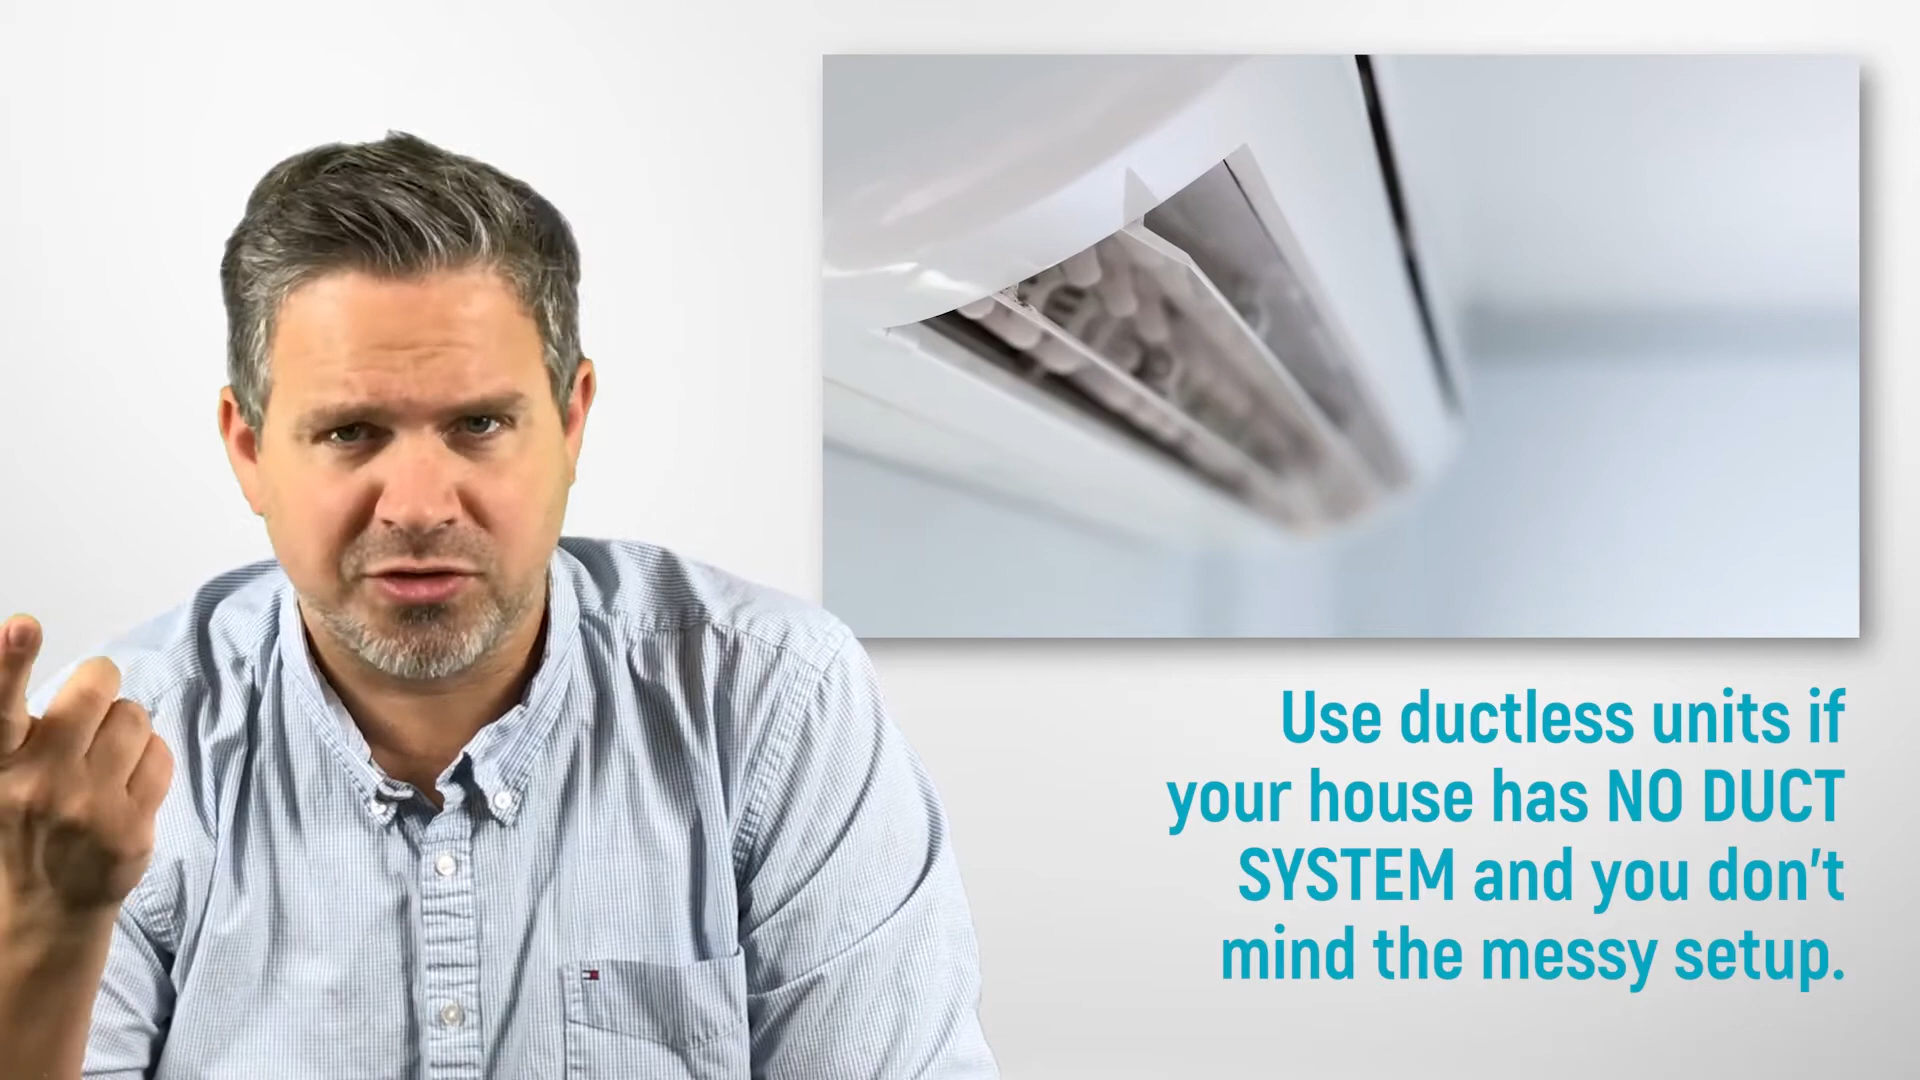 Use ductless units if
your house has NO DUCT
SYSTEM and you don't
mind the messy setup.